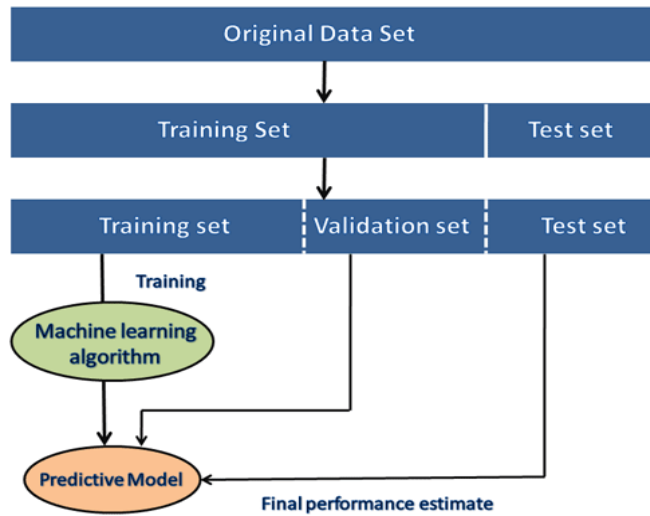 Original Data Set
Training Set Test set
Training set Validation set Test set
Training
Machine learning
algorithm
Predictive Model
Final performance estimate